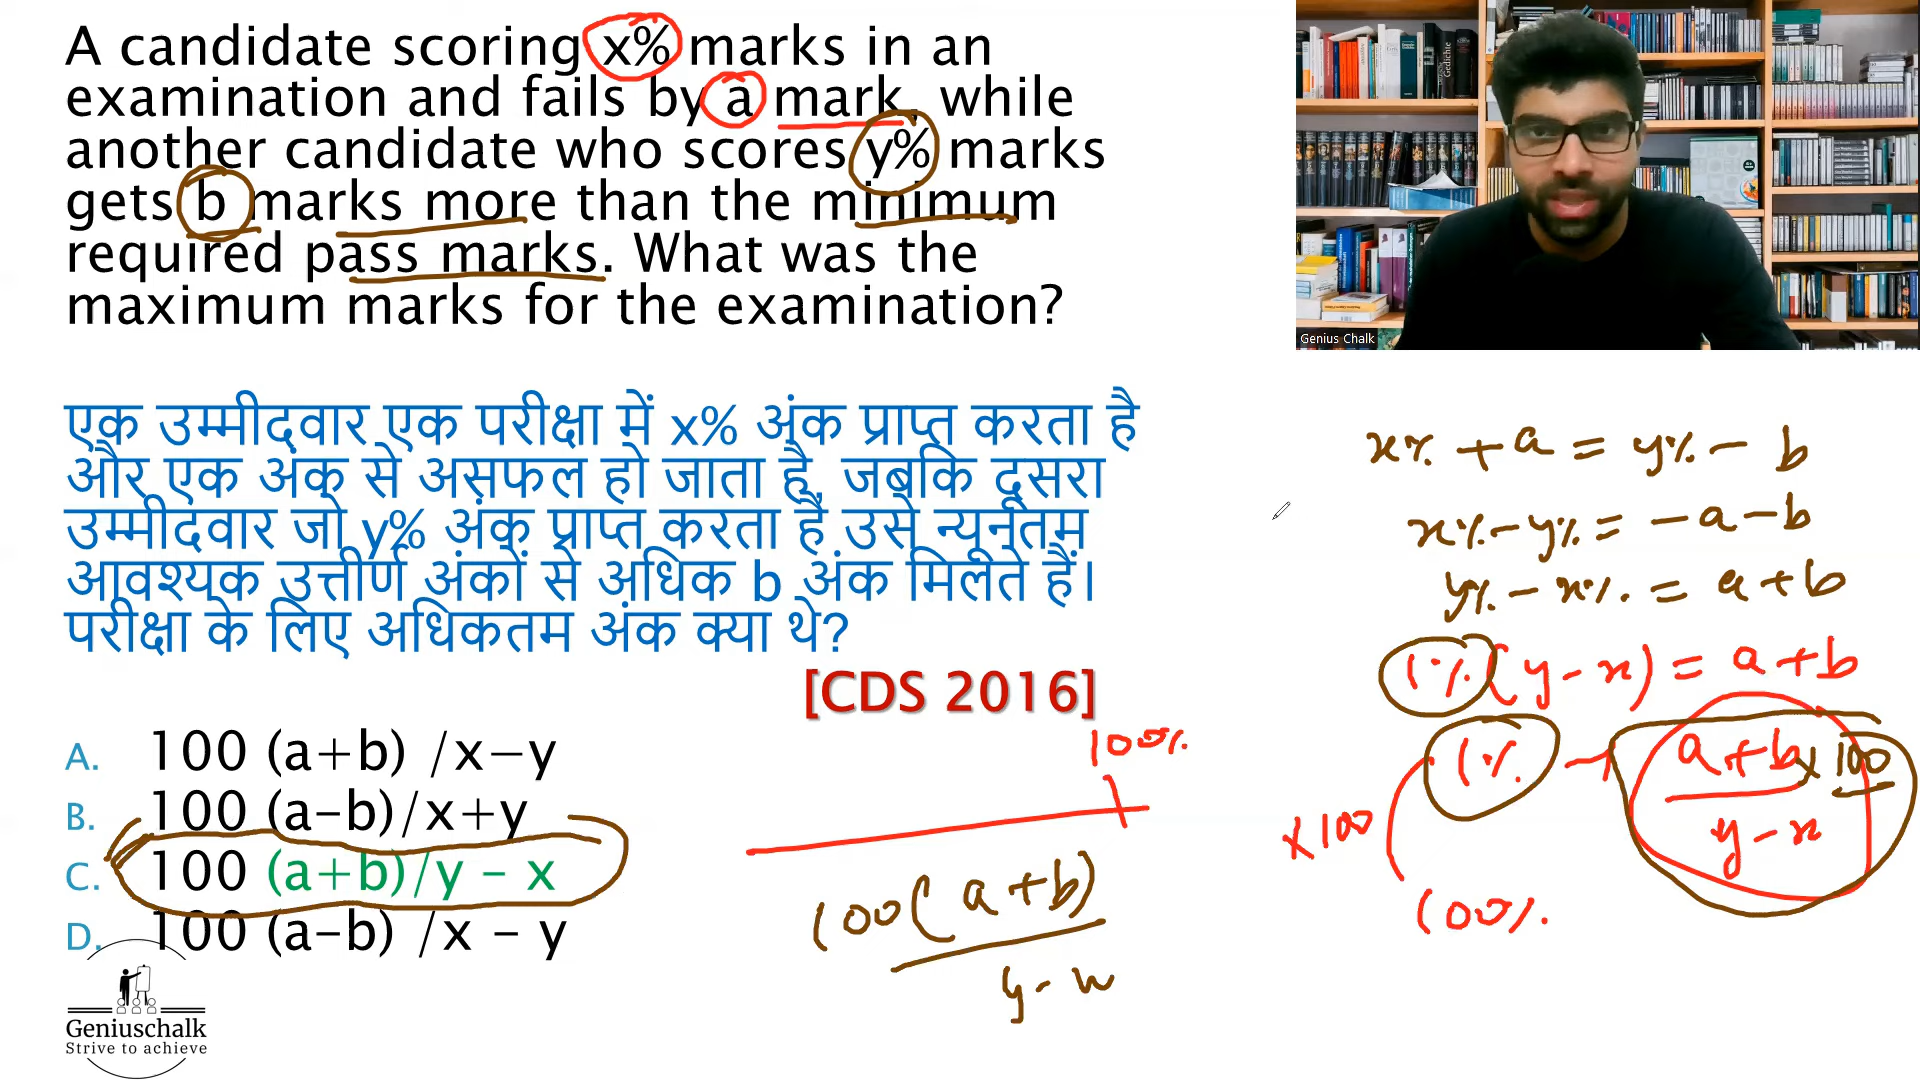 A candidate scoring x% marks in an
examination and fails by a mark, while
another candidate who scores y% marks
gets b marks more than the minimum
required pass marks. What was the
maximum marks for the examination?
Genius Chalk
एक उम्मीदवार एक परीक्षा में x% अंक प्राप्त करता है
और एक अंक से असफल हो जाता है, जबकि दूसरा
उम्मीदवार जो y% अंक प्राप्त करता है उसे न्यूनतम
आवश्यक उत्तीर्ण अंकों से अधिक b अंक मिलते हैं।
परीक्षा के लिए अधिकतम अंक क्या थे?
[CDS 2016]
A. 100 (a+b) /x−y
B. 100 (a-b)/x+y
C. 100 (a+b)/y - x
D. 100 (a-b) /x - y
Geniuschalk
Strive to achieve
100%
100(a+b)
y-x
x% + a = y% - b
x% - y% = -a-b
y% - x% = a+b
1% (y-x) = a+b
1% → a+b x 100
y-x
x100
100%